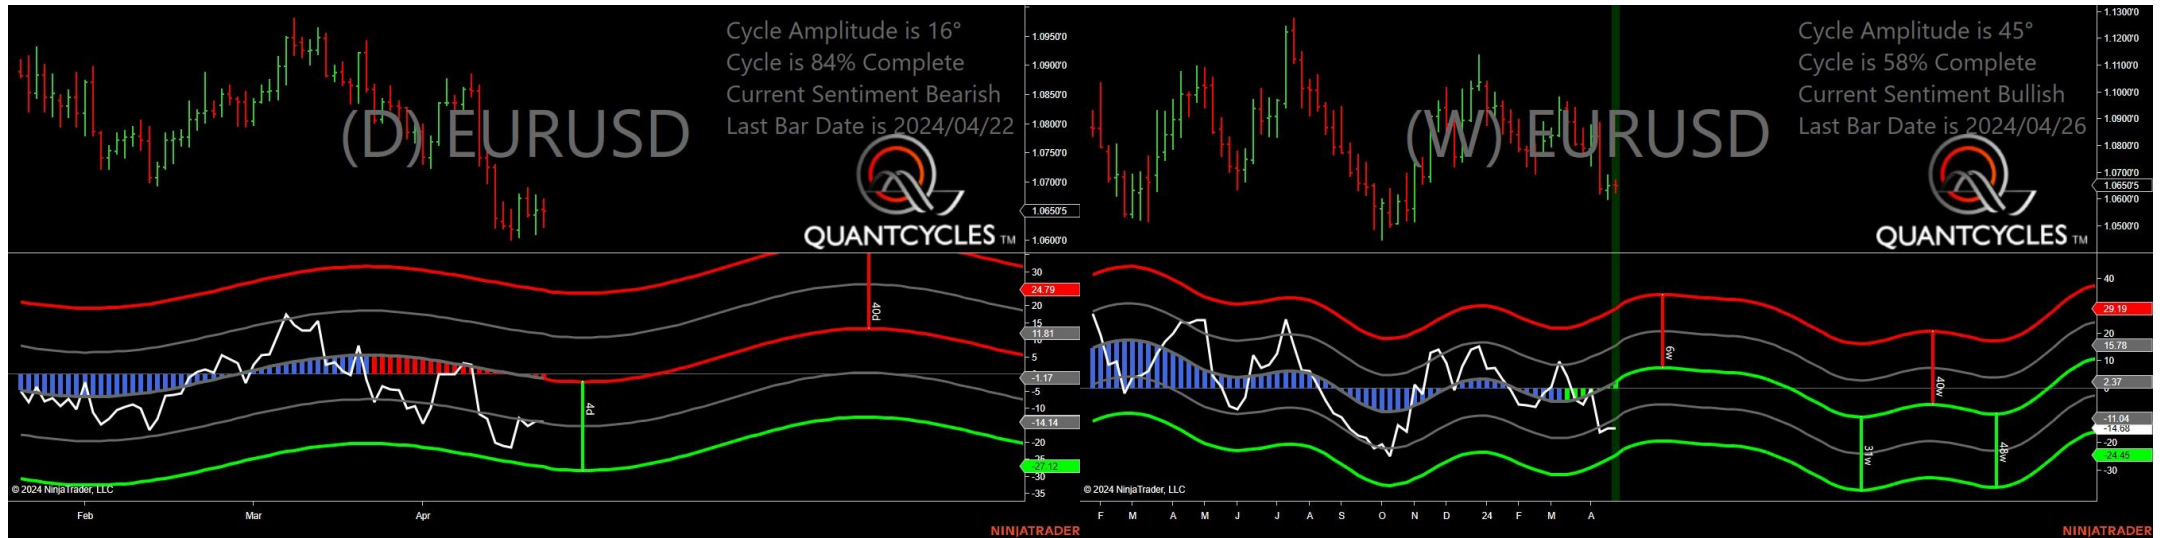 Cycle Amplitude is 16°
Cycle is 84% Complete
Current Sentiment Bearish
Last Bar Date is 2024/04/22
(D) EURUSD
QUANTCYCLES TM
1.0950'0
1.0900'0
1.0850'0
1.0800'0
1.0750'0
1.0700'0
1.0650'5
1.0600'0
30
24.79
20
15
11.81
5
-1.17
-5
-10
-14.14
-20
-27.12
-30
-35
40d
4d
© 2024 NinjaTrader, LLC
Feb Mar Apr
NINJATRADER
Cycle Amplitude is 45°
Cycle is 58% Complete
Current Sentiment Bullish
Last Bar Date is 2024/04/26
(W) EURUSD
QUANTCYCLES TM
1.1300'0
1.1200'0
1.1100'0
1.1000'0
1.0900'0
1.0800'0
1.0700'0
1.0650'5
1.0600'0
1.0500'0
40
29.19
20
15.78
10
2.37
-11.04
-14.68
-20
-24.45
-30
6w
40w
31w
48w
© 2024 NinjaTrader, LLC
F M A M J J A S O N D 24 F M A
NINJATRADER